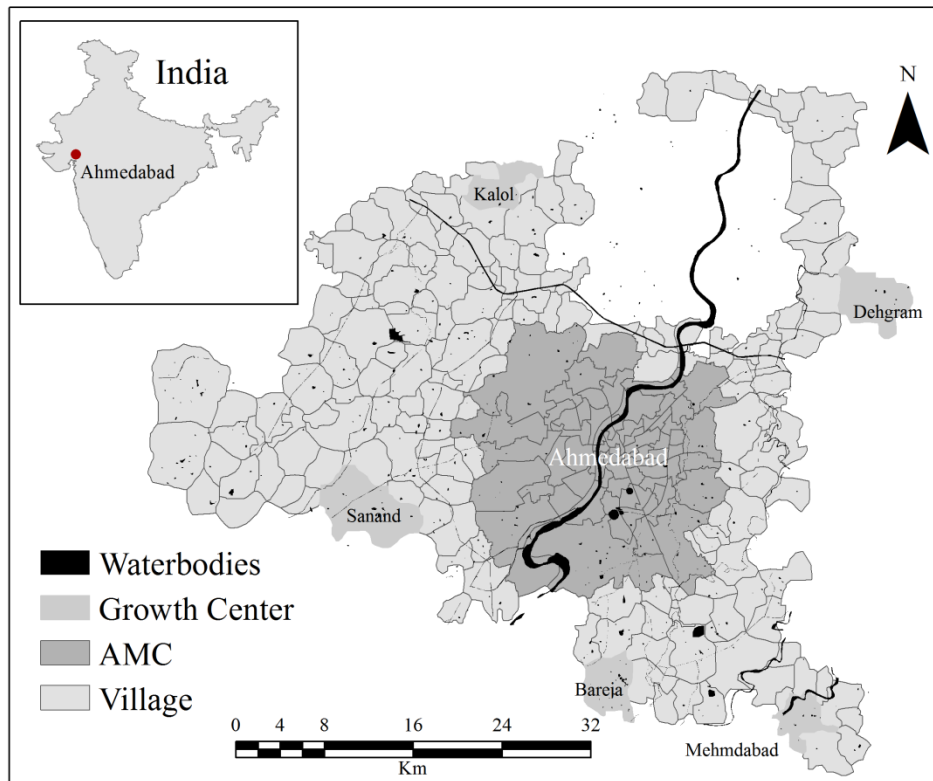 India
Ahmedabad
N
Kalol
Dehgram
Ahmedabad
Sanand
Waterbodies
Growth Center
AMC
Village
Bareja
Mehmdabad
0 4 8 16 24 32
Km